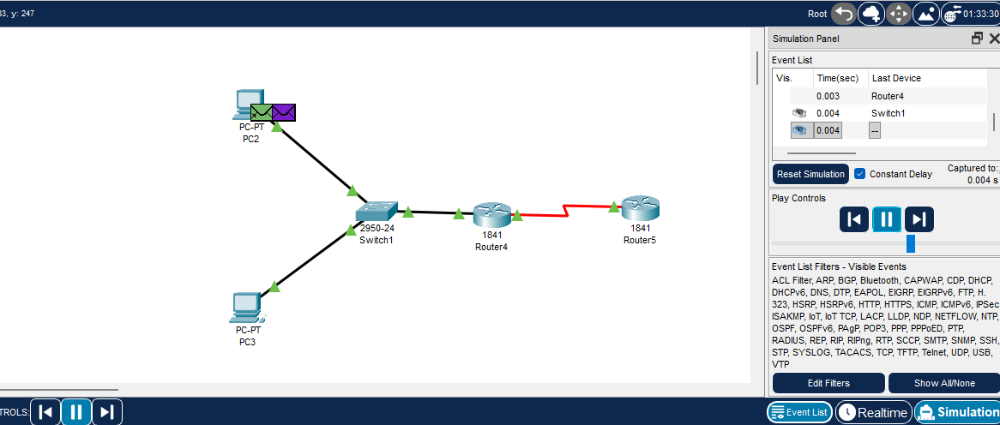 33, y: 247
Root
01:33:30
Simulation Panel
Event List
Vis. Time(sec) Last Device
0.003 Router4
0.004 Switch1
0.004 --
Reset Simulation
Constant Delay
Captured to:
0.004 s
Play Controls
PC-PT
PC2
2950-24
Switch1
1841
Router4
1841
Router5
PC-PT
PC3
Event List Filters - Visible Events
ACL Filter, ARP, BGP, Bluetooth, CAPWAP, CDP, DHCP,
DHCPv6, DNS, DTP, EAPOL, EIGRP, EIGRPv6, FTP, H.
323, HSRP, HSRPv6, HTTP, HTTPS, ICMP, ICMPv6, IPSec
ISAKMP, IoT, IoT TCP, LACP, LLDP, NDP, NETFLOW, NTP,
OSPF, OSPFv6, PAgP, POP3, PPP, PPPoED, PTP,
RADIUS, REP, RIP, RIPng, RTP, SCCP, SMTP, SNMP, SSH,
STP, SYSLOG, TACACS, TCP, TFTP, Telnet, UDP, USB,
VTP
Edit Filters
Show All/None
TROLS:
Event List
Realtime
Simulation